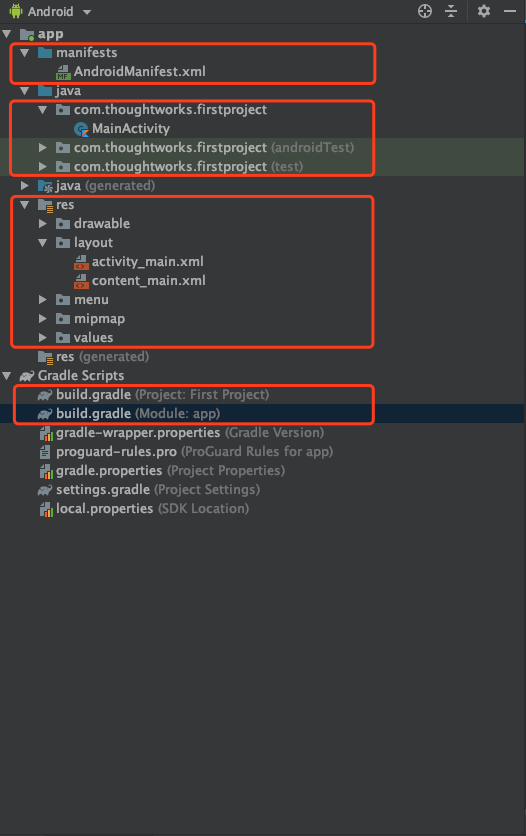 Android
app
manifests
AndroidManifest.xml
java
com.thoughtworks.firstproject
MainActivity
com.thoughtworks.firstproject (androidTest)
com.thoughtworks.firstproject (test)
java (generated)
res
drawable
layout
activity_main.xml
content_main.xml
menu
mipmap
values
res (generated)
Gradle Scripts
build.gradle (Project: First Project)
build.gradle (Module: app)
gradle-wrapper.properties (Gradle Version)
proguard-rules.pro (ProGuard Rules for app)
gradle.properties (Project Properties)
settings.gradle (Project Settings)
local.properties (SDK Location)